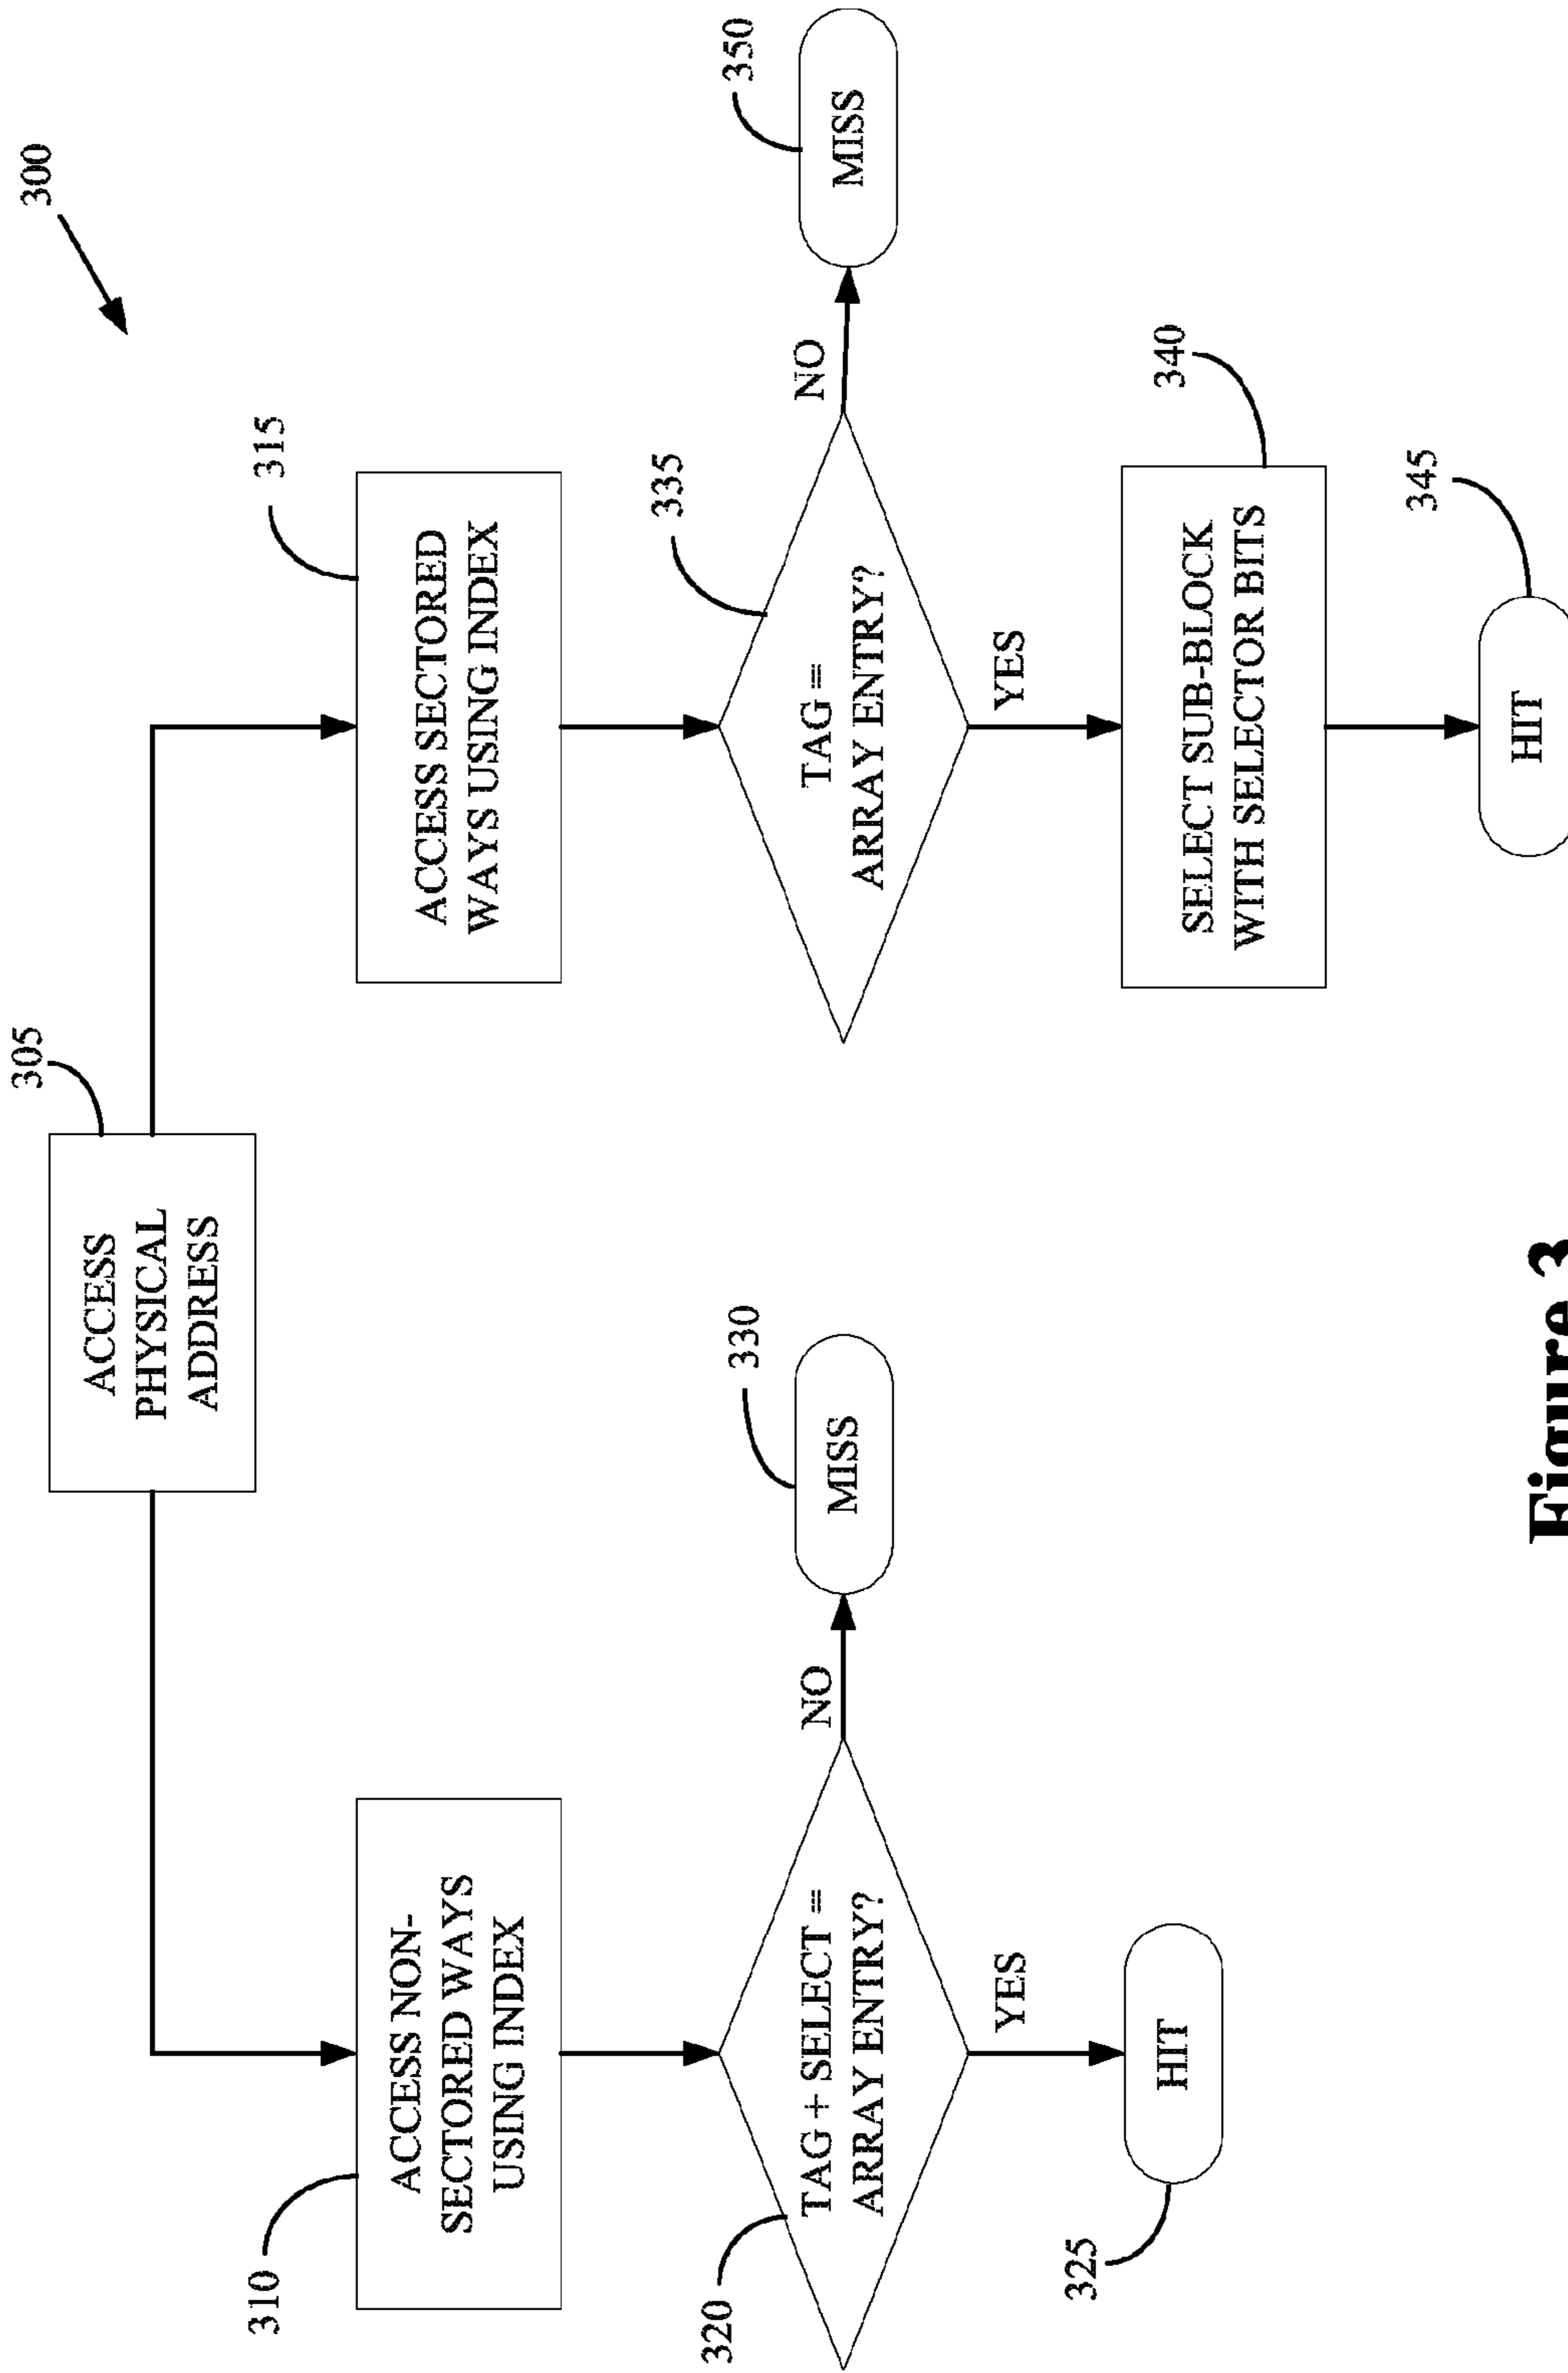 300
305
ACCESS
PHYSICAL
ADDRESS
310
ACCESS NON-
SECTORED WAYS
USING INDEX
315
ACCESS SECTORED
WAYS USING INDEX
320
TAG + SELECT =
ARRAY ENTRY?
NO
330
MISS
YES
325
HIT
335
TAG =
ARRAY ENTRY?
NO
350
MISS
YES
340
SELECT SUB-BLOCK
WITH SELECTOR BITS
345
HIT
Figure 3